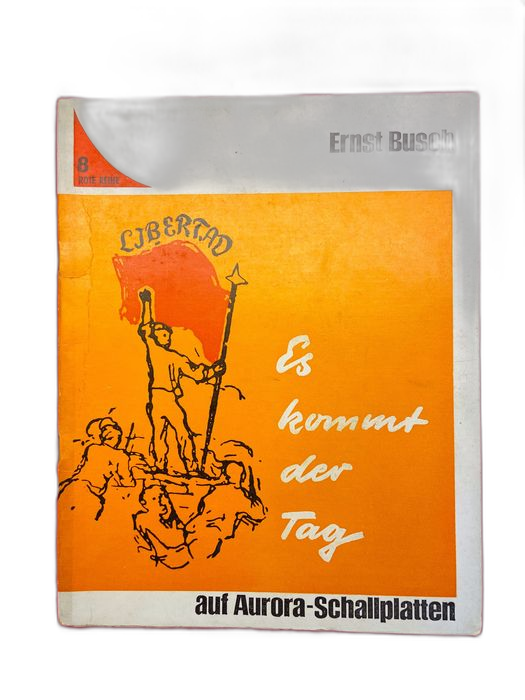 Ernst Busch
8
ROTE REIHE
LIBERTAD
Es
kommt
der
Tag
auf Aurora-Schallplatten